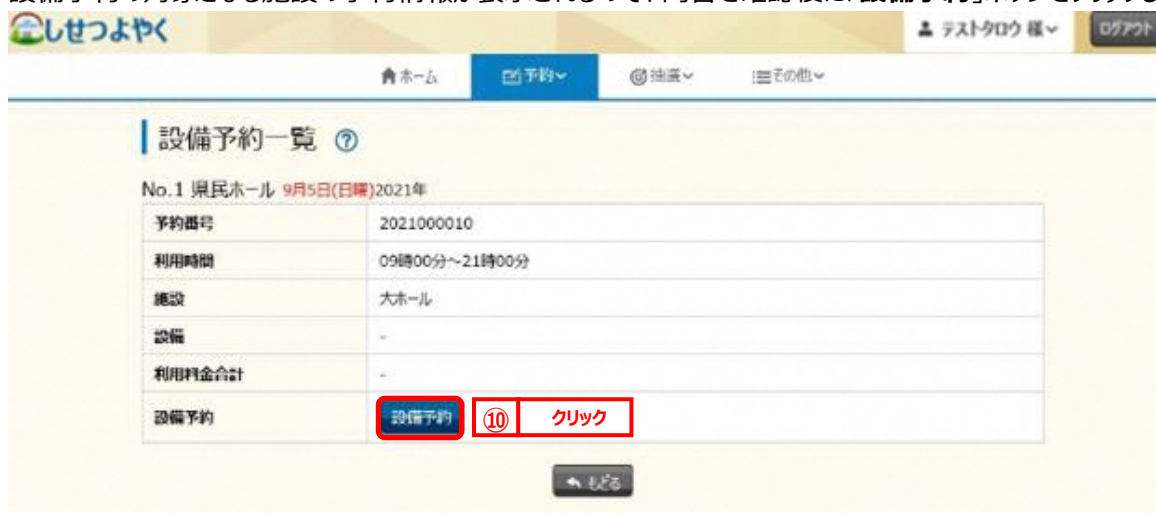 しせつよやく
テストタロウ 様
ログアウト
ホーム
予約
抽選
その他
設備予約一覧
No.1 県民ホール 9月5日(日曜)2021年
予約番号 2021000010
利用時間 09時00分～21時00分
施設 大ホール
設備 -
利用料金合計 -
設備予約 設備予約 ⑩ クリック
もどる